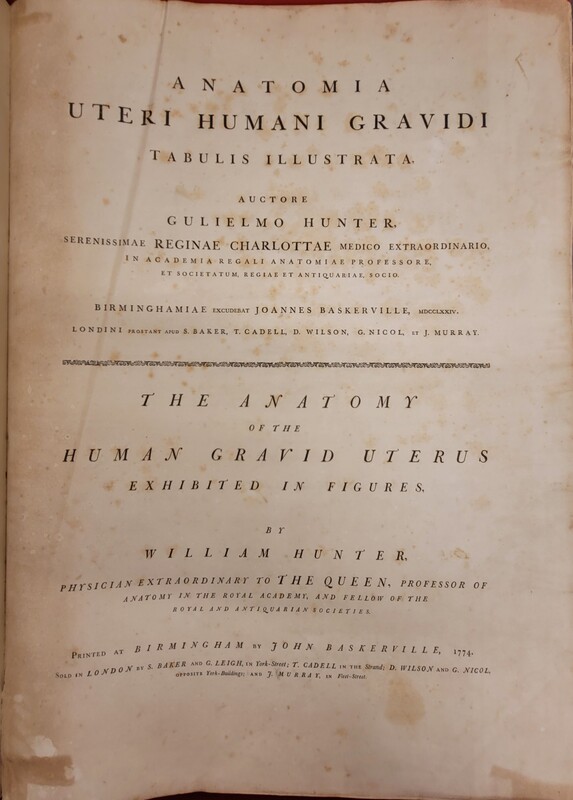 ANATOMIA
UTERI HUMANI GRAVIDI
TABULIS ILLUSTRATA.
AUCTORE
GULIELMO HUNTER,
SERENISSIMAE REGINAE CHARLOTTAE MEDICO EXTRAORDINARIO,
IN ACADEMIA REGALI ANATOMIAE PROFESSORE,
ET SOCIETATUM, REGIAE ET ANTIQUARIAE, SOCIO.
BIRMINGHAMIAE EXCUDEBAT JOANNES BASKERVILLE, MDCCLXXIV.
LONDINI PROSTANT APUD S. BAKER, T. CADELL, D. WILSON, G. NICOL, ET J. MURRAY.
THE ANATOMY
OF THE
HUMAN GRAVID UTERUS
EXHIBITED IN FIGURES,
BY
WILLIAM HUNTER,
PHYSICIAN EXTRAORDINARY TO THE QUEEN, PROFESSOR OF
ANATOMY IN THE ROYAL ACADEMY, AND FELLOW OF THE
ROYAL AND ANTIQUARIAN SOCIETIES.
PRINTED AT BIRMINGHAM BY JOHN BASKERVILLE, 1774.
SOLD IN LONDON BY S. BAKER AND G. LEIGH, IN York-Street; T. CADELL IN THE Strand; D. WILSON AND G. NICOL,
OPPOSITE York-Buildings; AND J. MURRAY, IN Fleet-Street.